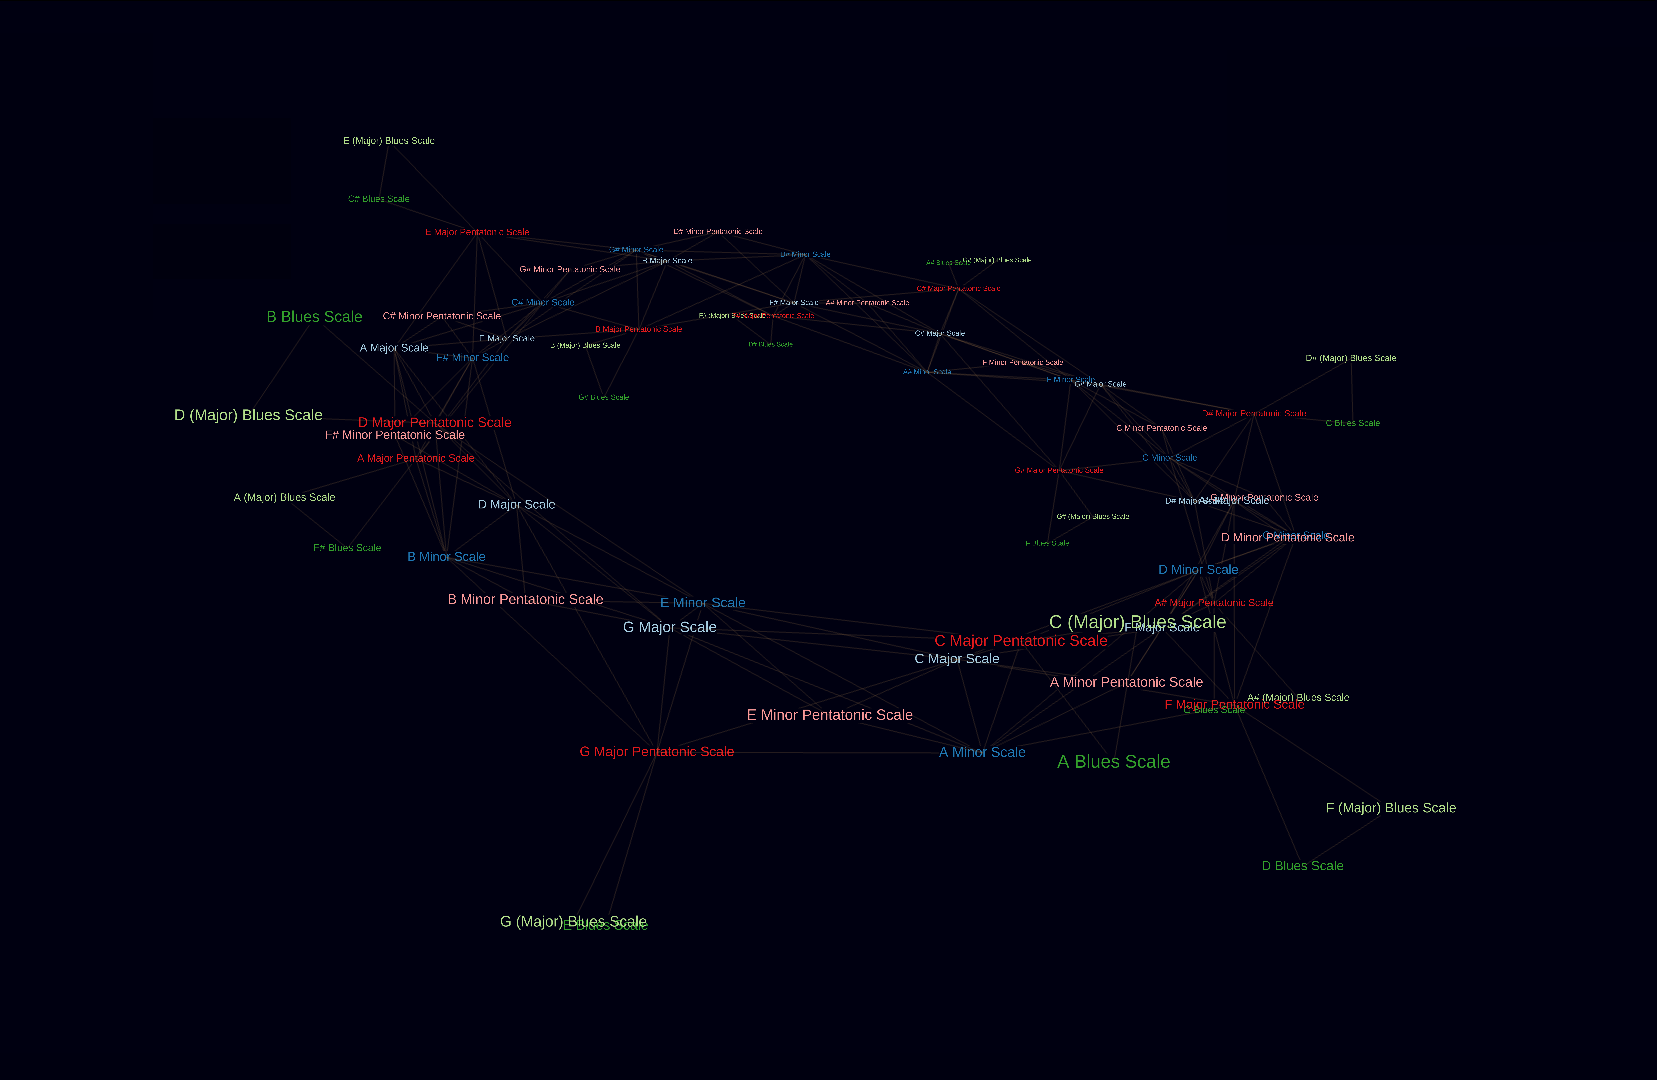 E (Major) Blues Scale
C# Blues Scale
E Major Pentatonic Scale
D# Minor Pentatonic Scale
G# Minor Scale
D# Minor Scale
B Major Scale
A# Blues Scale
C# (Major) Blues Scale
G# Minor Pentatonic Scale
C# Major Pentatonic Scale
C# Minor Scale
F# Major Scale
A# Minor Pentatonic Scale
B Blues Scale
C# Minor Pentatonic Scale
F# (Major) Blues Scale
Pentatonic Scale
B Major Pentatonic Scale
C# Major Scale
E Major Scale
D# Blues Scale
B (Major) Blues Scale
A Major Scale
F# Minor Scale
D# (Major) Blues Scale
F Minor Pentatonic Scale
A# Minor Scale
F Minor Scale
G# Major Scale
G# Blues Scale
D (Major) Blues Scale
D# Major Pentatonic Scale
D Major Pentatonic Scale
C Blues Scale
C Minor Pentatonic Scale
F# Minor Pentatonic Scale
A Major Pentatonic Scale
C Minor Scale
G# Major Pentatonic Scale
A (Major) Blues Scale
G Minor Pentatonic Scale
D# Major Scale
A# Major Scale
D Major Scale
G# (Major) Blues Scale
G Minor Scale
D Minor Pentatonic Scale
F Blues Scale
F# Blues Scale
B Minor Scale
D Minor Scale
B Minor Pentatonic Scale
E Minor Scale
A# Major Pentatonic Scale
C (Major) Blues Scale
G Major Scale
F Major Scale
C Major Pentatonic Scale
C Major Scale
A Minor Pentatonic Scale
A# (Major) Blues Scale
F Major Pentatonic Scale
G Blues Scale
E Minor Pentatonic Scale
G Major Pentatonic Scale
A Minor Scale
A Blues Scale
F (Major) Blues Scale
D Blues Scale
G (Major) Blues Scale
E Blues Scale